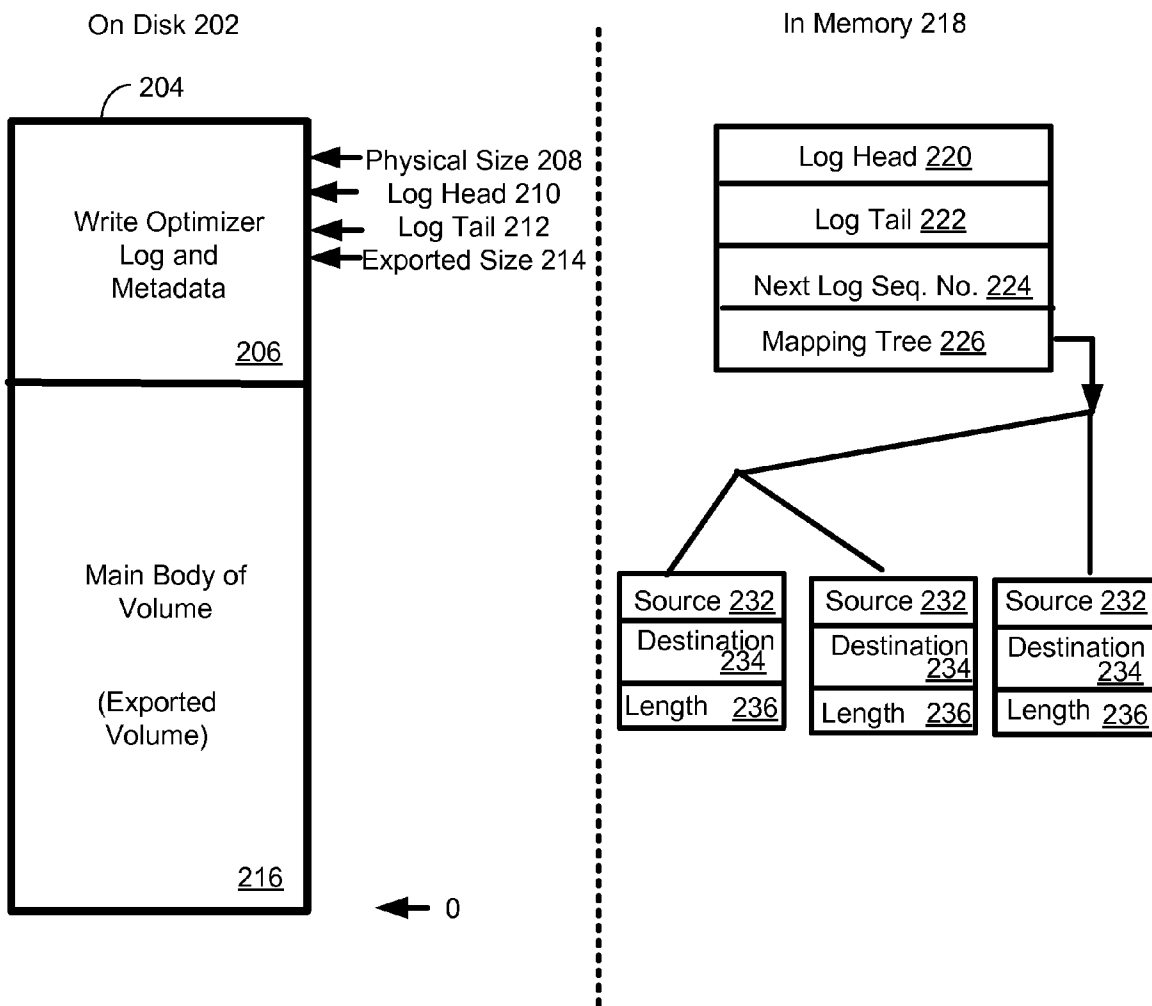 On Disk 202
204
Write Optimizer
Log and
Metadata
206
Physical Size 208
Log Head 210
Log Tail 212
Exported Size 214
Main Body of
Volume
(Exported
Volume)
216
0
In Memory 218
Log Head 220
Log Tail 222
Next Log Seq. No. 224
Mapping Tree 226
Source 232
Destination
234
Length 236
Source 232
Destination
234
Length 236
Source 232
Destination
234
Length 236